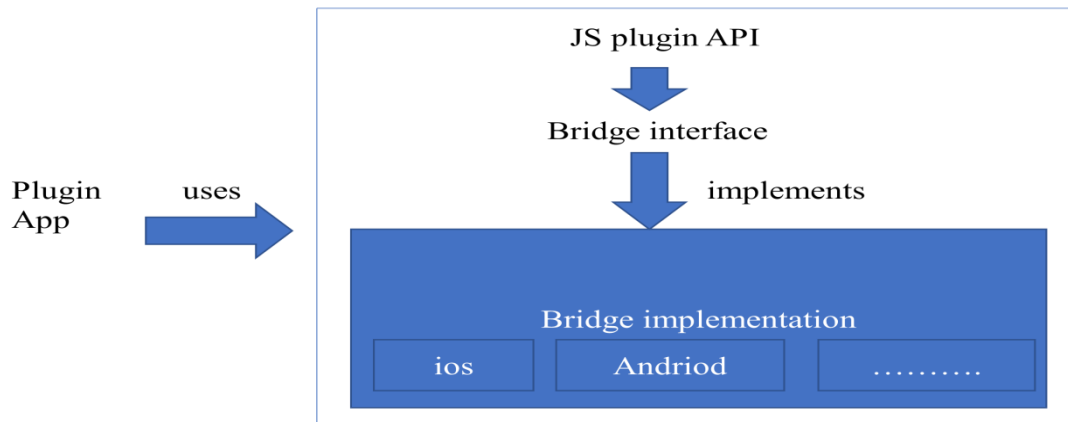 JS plugin API
Bridge interface
Plugin
App
uses
implements
Bridge implementation
ios
Andriod
……….